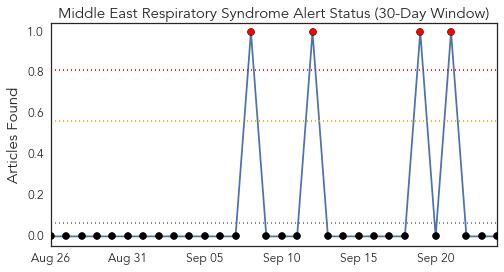 Middle East Respiratory Syndrome Alert Status (30-Day Window)
Articles Found
1.0
0.8
0.6
0.4
0.2
0.0
Aug 26 Aug 31 Sep 05 Sep 10 Sep 15 Sep 20